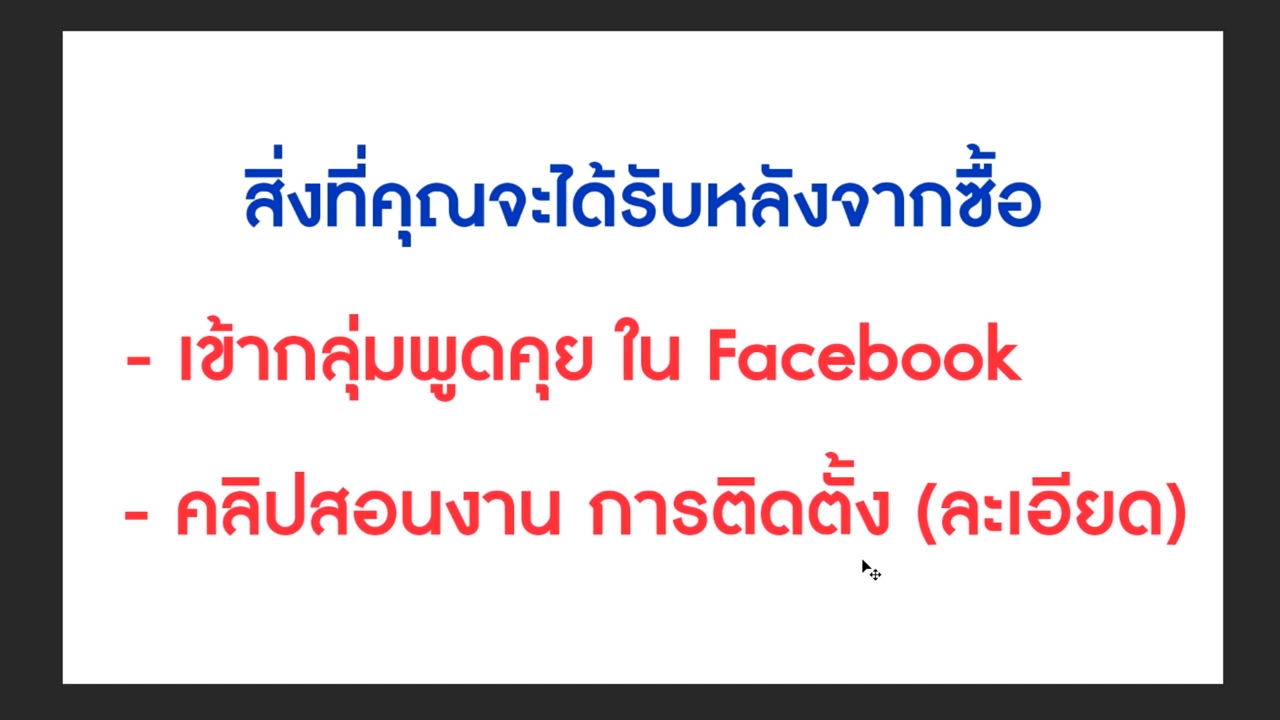 สิ่งที่คุณจะได้รับหลังจากซื้อ
- เข้ากลุ่มพูดคุย ใน Facebook
- คลิปสอนงาน การติดตั้ง (ละเอียด)